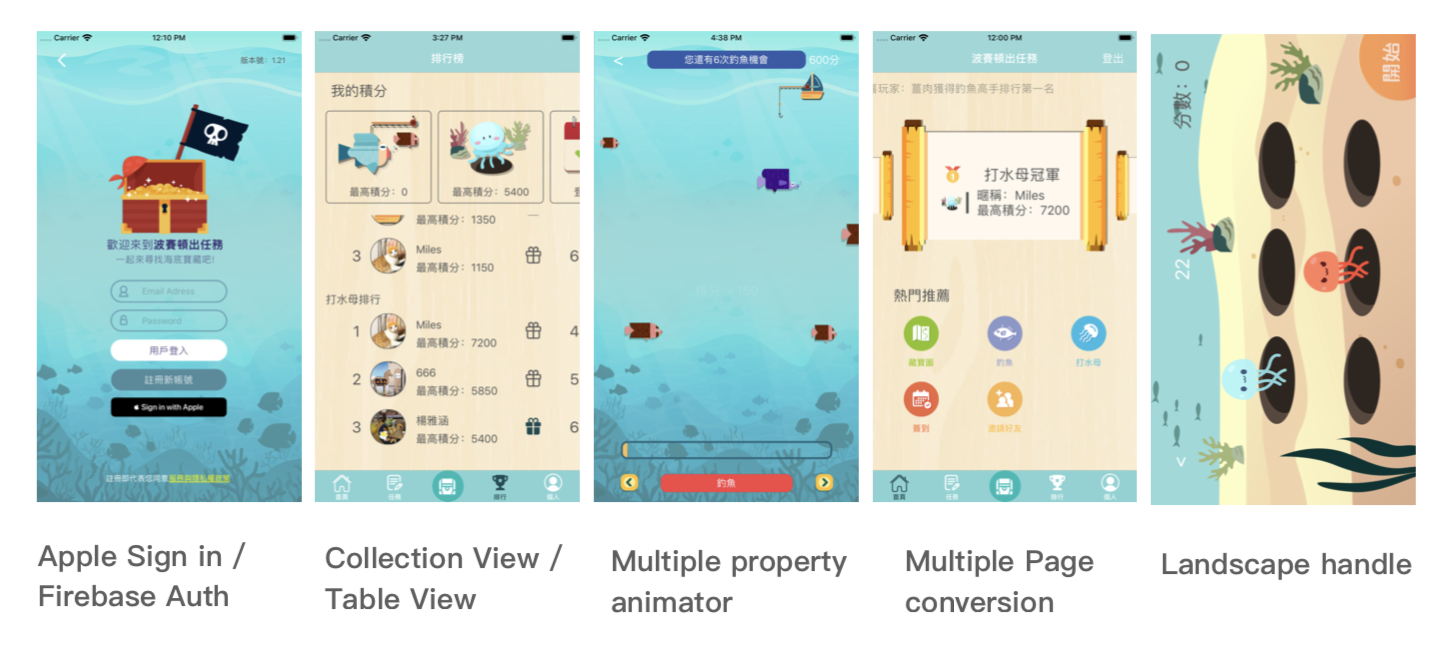 Carrier
12:10 PM
版本號：1.21
歡迎來到波賽頓出任務
一起來尋找海底寶藏吧!
Email Adress
Password
用戶登入
註冊新帳號
Sign in with Apple
註冊即代表您同意服務與隱私權政策
Apple Sign in /
Firebase Auth
Carrier
3:27 PM
排行榜
我的積分
最高積分：0
最高積分：5400
最高積分：1350
3
Miles
最高積分：1150
6
打水母排行
1
Miles
最高積分：7200
4
2
666
最高積分：5850
5
3
楊雅涵
最高積分：5400
6
首頁
任務
排行
個人
Collection View /
Table View
Carrier
4:38 PM
<
您還有6次釣魚機會
600分
釣魚
Multiple property
animator
Carrier
12:00 PM
波賽頓出任務
登出
玩家：薑肉獲得釣魚高手排行第一名
1
打水母冠軍
暱稱：Miles
最高積分：7200
熱門推薦
藏寶圖
釣魚
打水母
簽到
邀請好友
首頁
任務
排行
個人
Multiple Page
conversion
分數：0
開始
22
<
Landscape handle